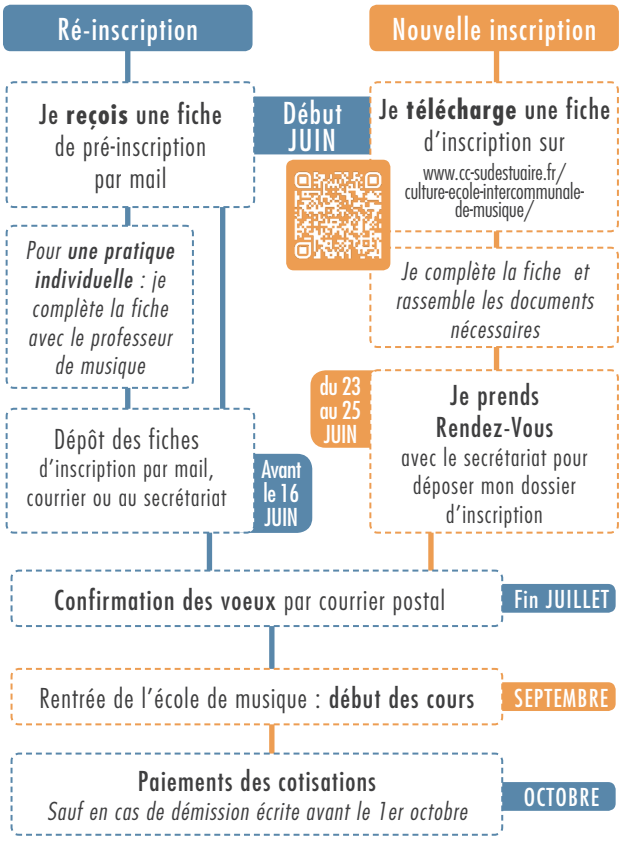 Ré-inscription
Nouvelle inscription
Je reçois une fiche
de pré-inscription
par mail
Début
JUIN
Je télécharge une fiche
d'inscription sur
www.cc-sudestuaire.fr/
culture-ecole-intercommunale-
de-musique/
Pour une pratique
individuelle : je
complète la fiche
avec le professeur
de musique
Je complète la fiche et
rassemble les documents
nécessaires
du 23
au 25
JUIN
Je prends
Rendez-Vous
avec le secrétariat pour
déposer mon dossier
d'inscription
Dépôt des fiches
d'inscription par mail,
courrier ou au secrétariat
Avant
le 16
JUIN
Confirmation des voeux par courrier postal
Fin JUILLET
Rentrée de l'école de musique : début des cours
SEPTEMBRE
Paiements des cotisations
Sauf en cas de démission écrite avant le 1er octobre
OCTOBRE